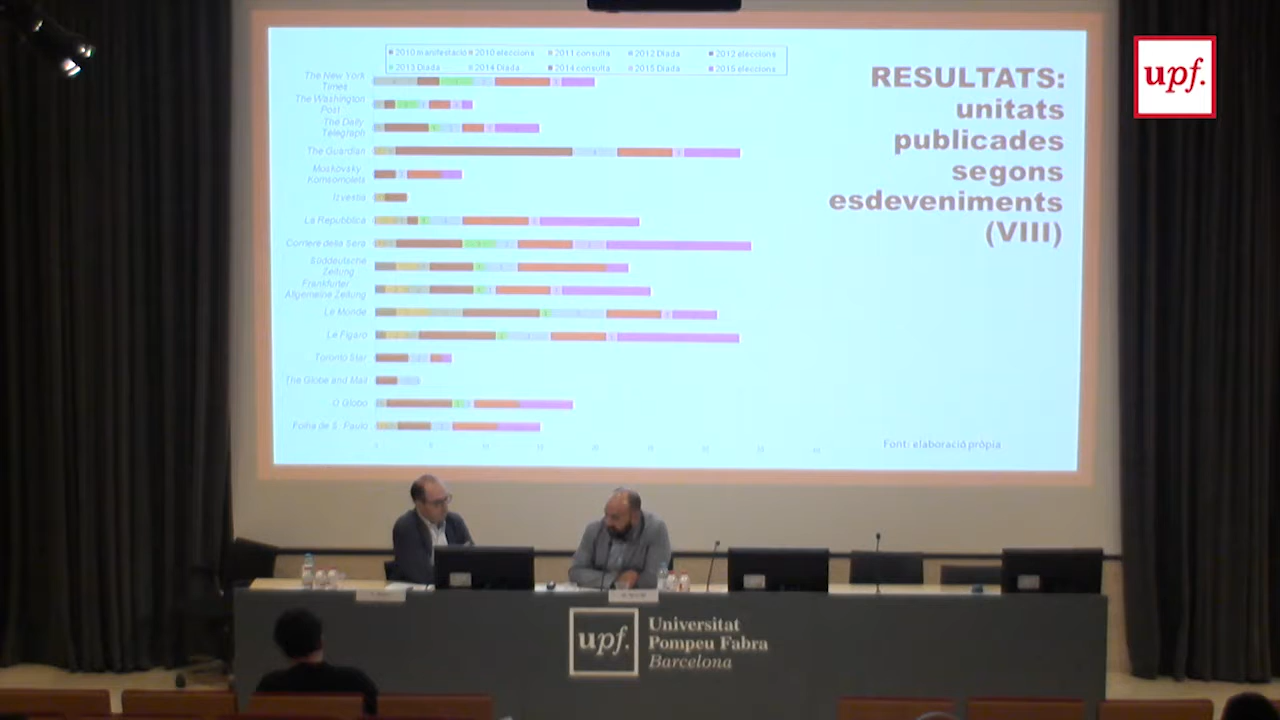 2010 manifestació 2010 eleccions 2011 consulta 2012 Diada 2012 eleccions
2013 Diada 2014 Diada 2014 consulta 2015 Diada 2015 eleccions
RESULTATS:
unitats
publicades
segons
esdeveniments
(VIII)
upf.
The New York
Times
The Washington
Post
The Daily
Telegraph
The Guardian
Moskovsky
Komsomolets
Izvestia
La Repubblica
Corriere della Sera
Süddeutsche
Zeitung
Frankfurter
Allgemeine Zeitung
Le Monde
Le Figaro
Toronto Star
The Globe and Mail
O Globo
Folha de S. Paulo
Font: elaboració pròpia
upf.
Universitat
Pompeu Fabra
Barcelona